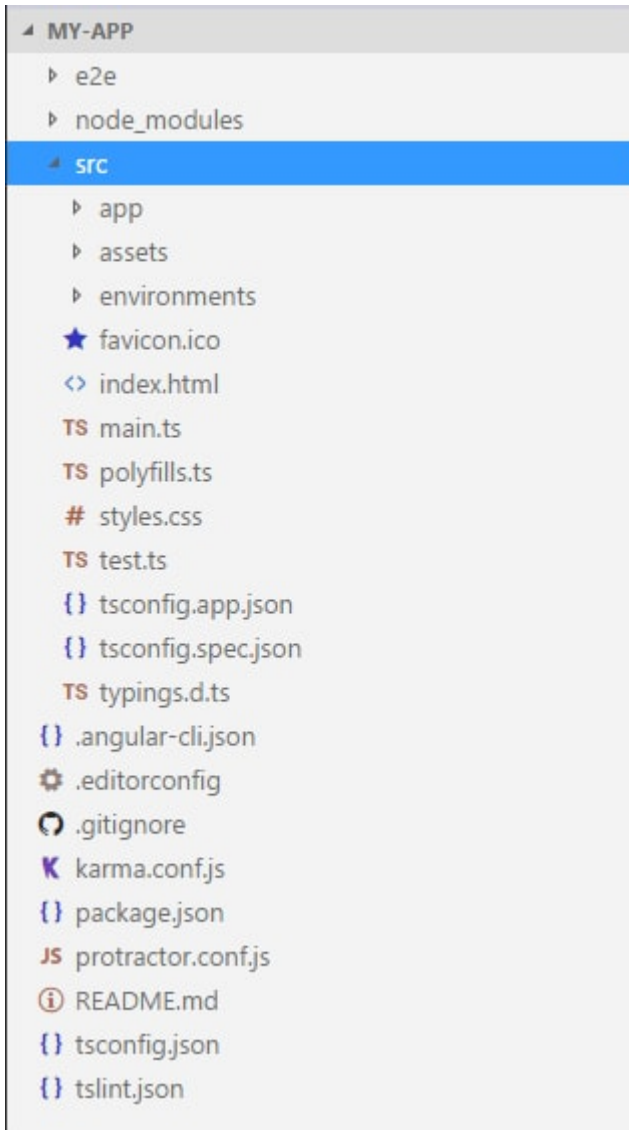 MY-APP
e2e
node_modules
src
app
assets
environments
favicon.ico
<> index.html
TS main.ts
TS polyfills.ts
# styles.css
TS test.ts
{} tsconfig.app.json
{} tsconfig.spec.json
TS typings.d.ts
{} .angular-cli.json
.editorconfig
.gitignore
K karma.conf.js
{} package.json
JS protractor.conf.js
README.md
{} tsconfig.json
{} tslint.json